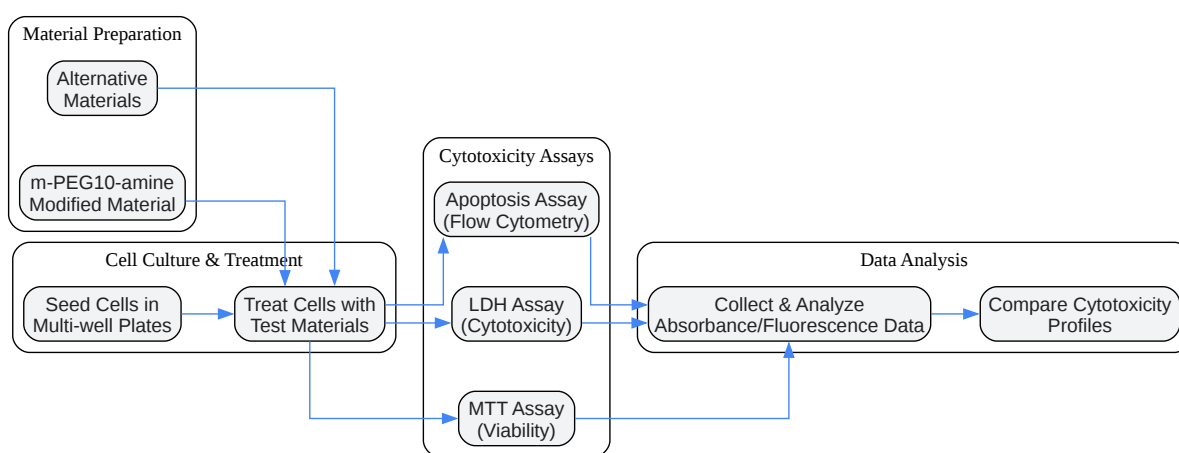 Material Preparation
Alternative
Materials
m-PEG10-amine
Modified Material
Cell Culture & Treatment
Seed Cells in
Multi-well Plates
Treat Cells with
Test Materials
Cytotoxicity Assays
Apoptosis Assay
(Flow Cytometry)
LDH Assay
(Cytotoxicity)
MTT Assay
(Viability)
Data Analysis
Collect & Analyze
Absorbance/Fluorescence Data
Compare Cytotoxicity
Profiles